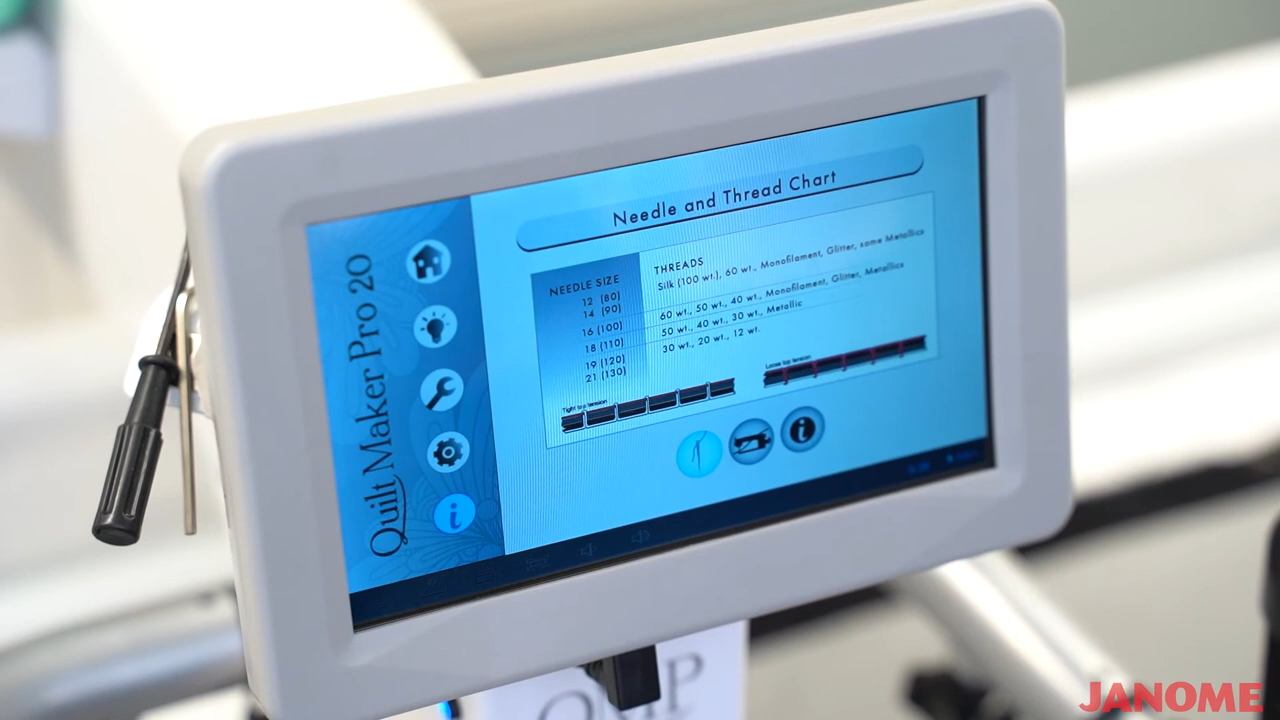 Quilt Maker Pro 20
Needle and Thread Chart
NEEDLE SIZE
12 (80)
14 (90)
16 (100)
18 (110)
19 (120)
21 (130)
THREADS
Silk (100 wt.), 60 wt., Monofilament, Glitter, some Metallics
60 wt., 50 wt., 40 wt., Monofilament, Glitter, Metallics
50 wt., 40 wt., 30 wt., Metallic
30 wt., 20 wt., 12 wt.
Tight top tension
Loose top tension
i
i
QMP
JANOME